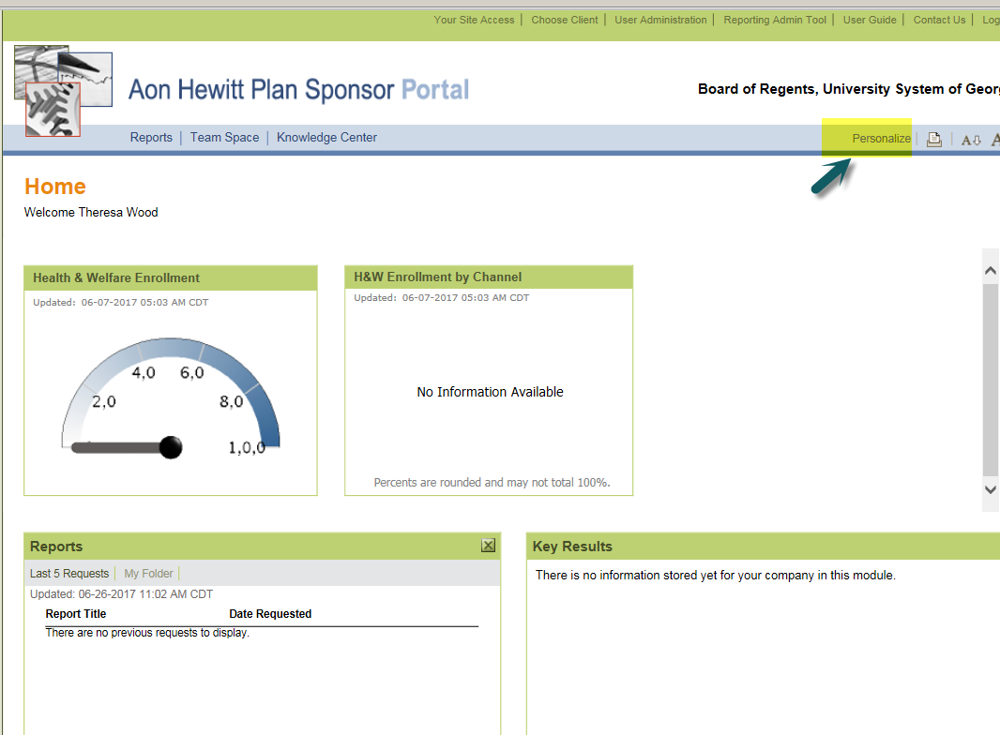 Your Site Access | Choose Client | User Administration | Reporting Admin Tool | User Guide | Contact Us | Log
Aon Hewitt Plan Sponsor Portal
Board of Regents, University System of Geor
Reports | Team Space | Knowledge Center
Personalize | A A
Home
Welcome Theresa Wood
Health & Welfare Enrollment
Updated: 06-07-2017 05:03 AM CDT
4,0 6,0
2,0 8,0
1,0,0
H&W Enrollment by Channel
Updated: 06-07-2017 05:03 AM CDT
No Information Available
Percents are rounded and may not total 100%.
Reports
Last 5 Requests | My Folder |
Updated: 06-26-2017 11:02 AM CDT
Report Title Date Requested
There are no previous requests to display.
Key Results
There is no information stored yet for your company in this module.